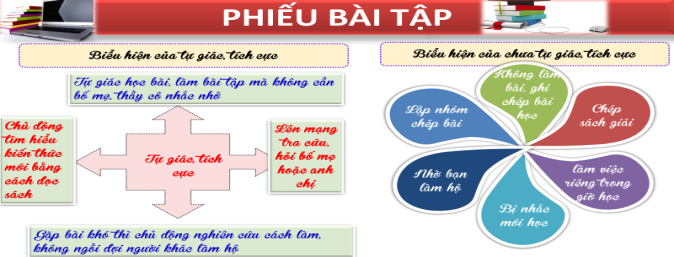 PHIẾU BÀI TẬP
Biểu hiện của tự giác, tích cực
Tự giác học bài, làm bài tập mà không cần
bố mẹ, thầy cô nhắc nhở
Chủ động
tìm hiểu
kiến thức
mới bằng
cách đọc
sách
Tự giác, tích
cực
Lên mạng
tra cứu,
hỏi bố mẹ
hoặc anh
chị
Gặp bài khó thì chủ động nghiên cứu cách làm,
không ngồi đợi người khác làm hộ
Biểu hiện của chưa tự giác, tích cực
Không làm
bài, ghi
chép bài
học
Lập nhóm
chép bài
Chép
sách giải
Nhờ bạn
làm hộ
làm việc
riêng trong
giờ học
Bị nhắc
mới học